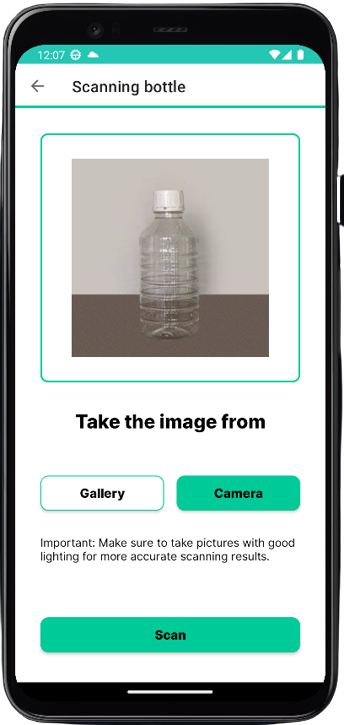 12:07
Scanning bottle
Take the image from
Gallery
Camera
Important: Make sure to take pictures with good
lighting for more accurate scanning results.
Scan